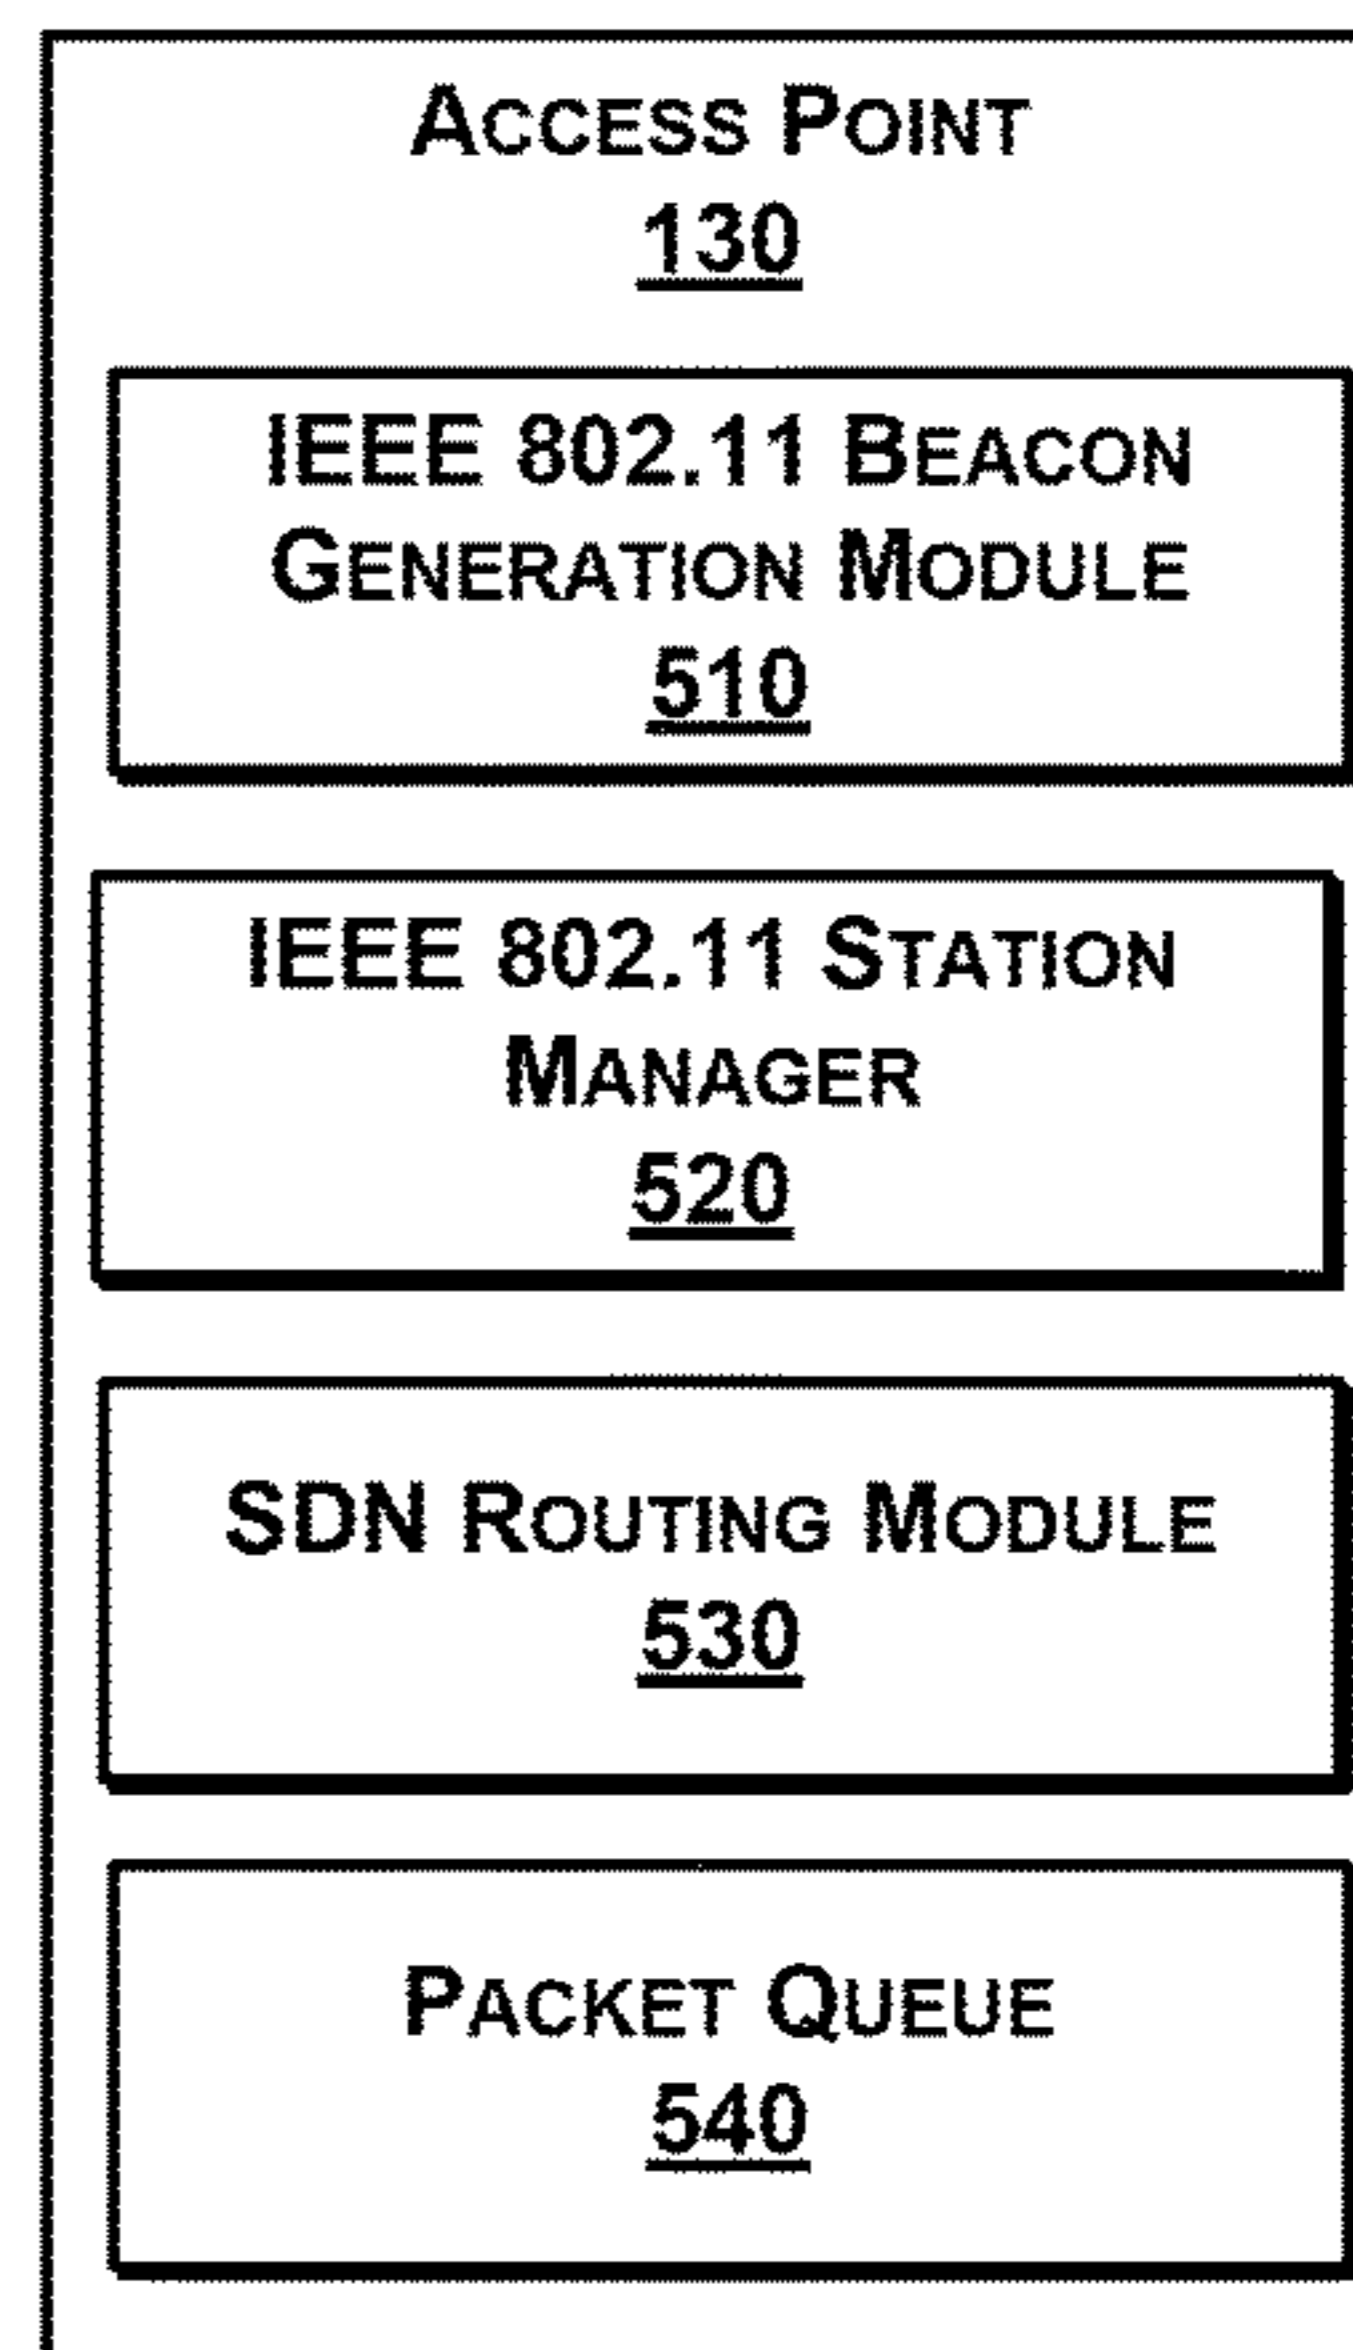 ACCESS POINT
130
IEEE 802.11 BEACON
GENERATION MODULE
510
IEEE 802.11 STATION
MANAGER
520
SDN ROUTING MODULE
530
PACKET QUEUE
540